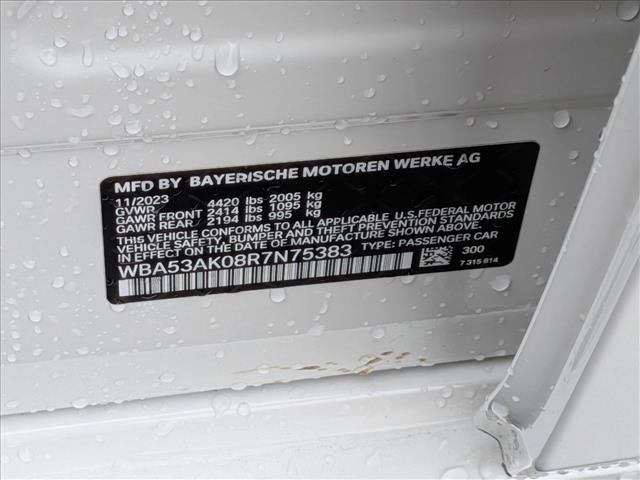 MFD BY BAYERISCHE MOTOREN WERKE AG
11/2023
GVWR 4420 lbs 2005 kg
GAWR FRONT 2414 lbs 1095 kg
GAWR REAR 2194 lbs 995 kg
THIS VEHICLE CONFORMS TO ALL APPLICABLE U.S.FEDERAL MOTOR
VEHICLE SAFETY, BUMPER, AND THEFT PREVENTION STANDARDS
IN EFFECT ON THE DATE OF MANUFACTURE SHOWN ABOVE.
WBA53AK08R7N75383 TYPE: PASSENGER CAR
300
7 315 814